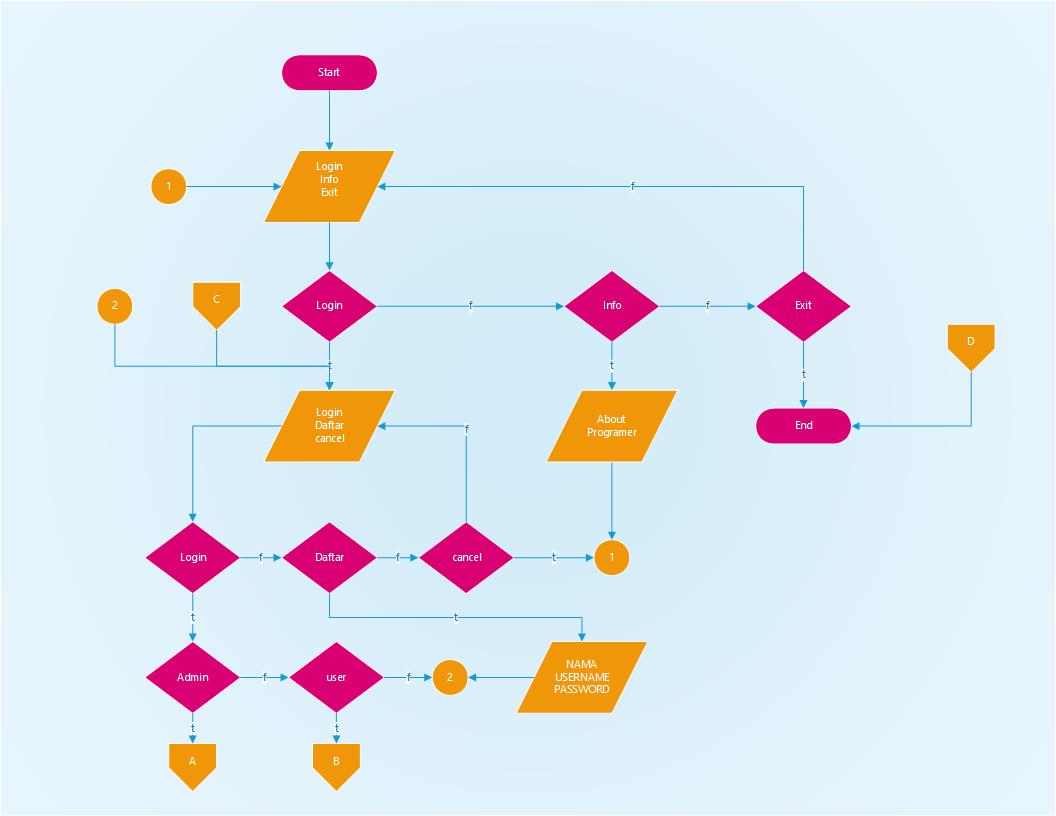 Start
1
Login
Info
Exit
f
2
C
Login
f
Info
f
Exit
D
t
t
t
Login
Daftar
cancel
f
About
Programer
End
Login
f
Daftar
f
cancel
t
1
t
t
Admin
f
user
f
2
NAMA
USERNAME
PASSWORD
t
t
A
B